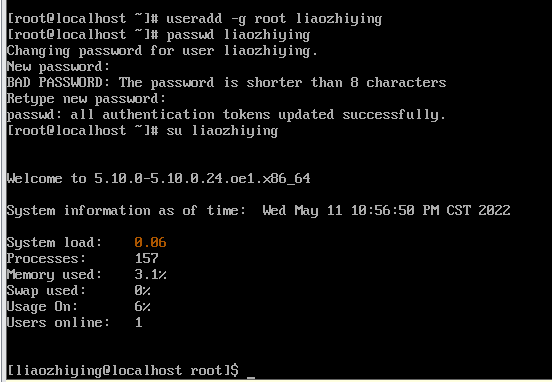 [root@localhost ~]# useradd -g root liaozhiying
[root@localhost ~]# passwd liaozhiying
Changing password for user liaozhiying.
New password:
BAD PASSWORD: The password is shorter than 8 characters
Retype new password:
passwd: all authentication tokens updated successfully.
[root@localhost ~]# su liaozhiying
Welcome to 5.10.0-5.10.0.24.oe1.x86_64
System information as of time:  Wed May 11 10:56:50 PM CST 2022
System load:    0.06
Processes:      157
Memory used:    3.1%
Swap used:      0%
Usage On:       6%
Users online:   1
[liaozhiying@localhost root]$ _